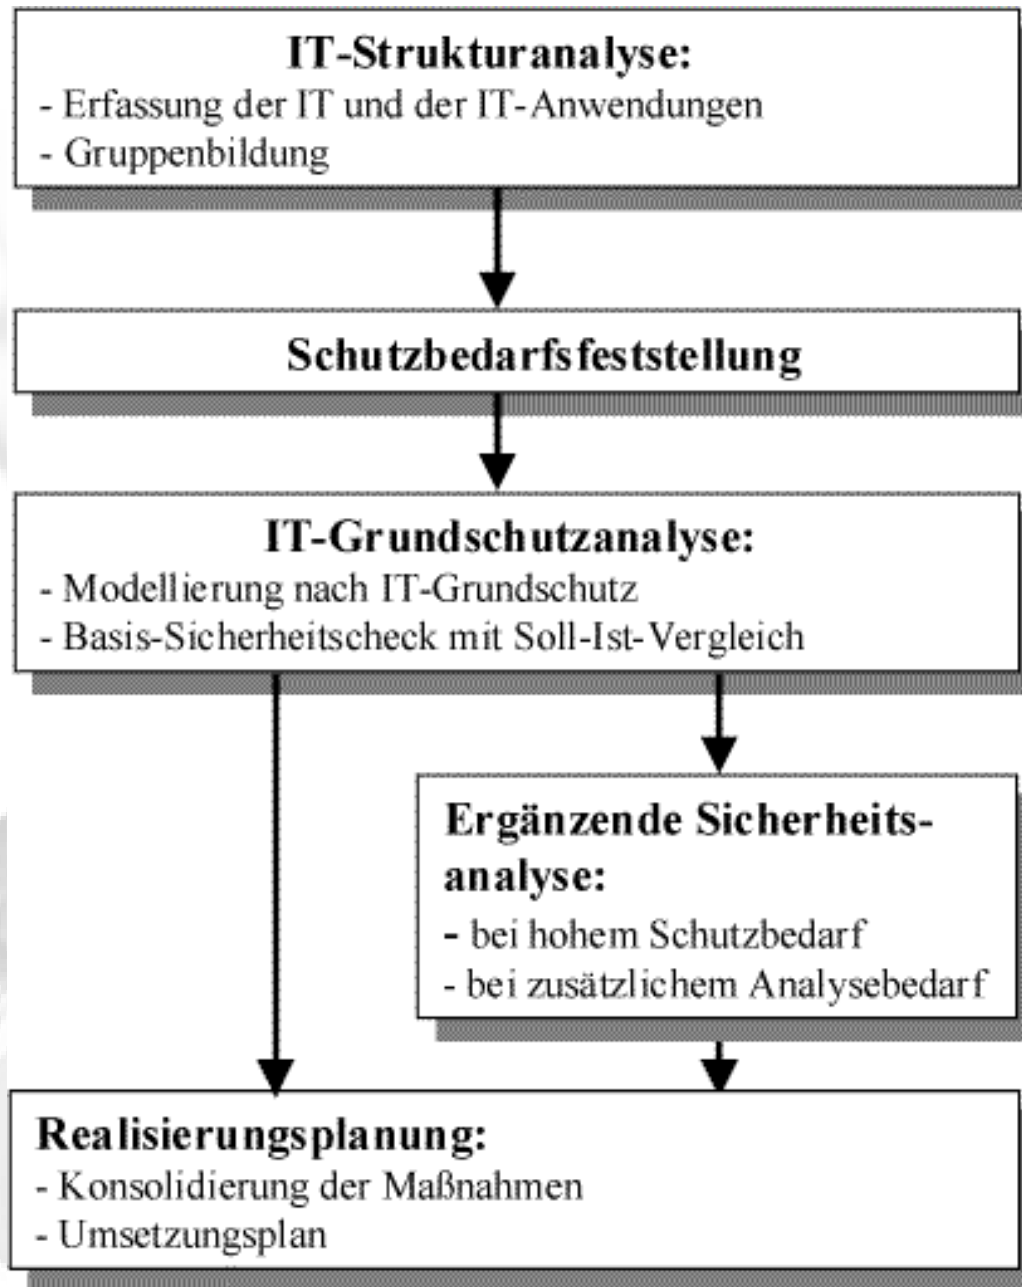 IT-Strukturanalyse:
- Erfassung der IT und der IT-Anwendungen
- Gruppenbildung
Schutzbedarfsfeststellung
IT-Grundschutzanalyse:
- Modellierung nach IT-Grundschutz
- Basis-Sicherheitscheck mit Soll-Ist-Vergleich
Ergänzende Sicherheits-
analyse:
- bei hohem Schutzbedarf
- bei zusätzlichem Analysebedarf
Realisierungsplanung:
- Konsolidierung der Maßnahmen
- Umsetzungsplan